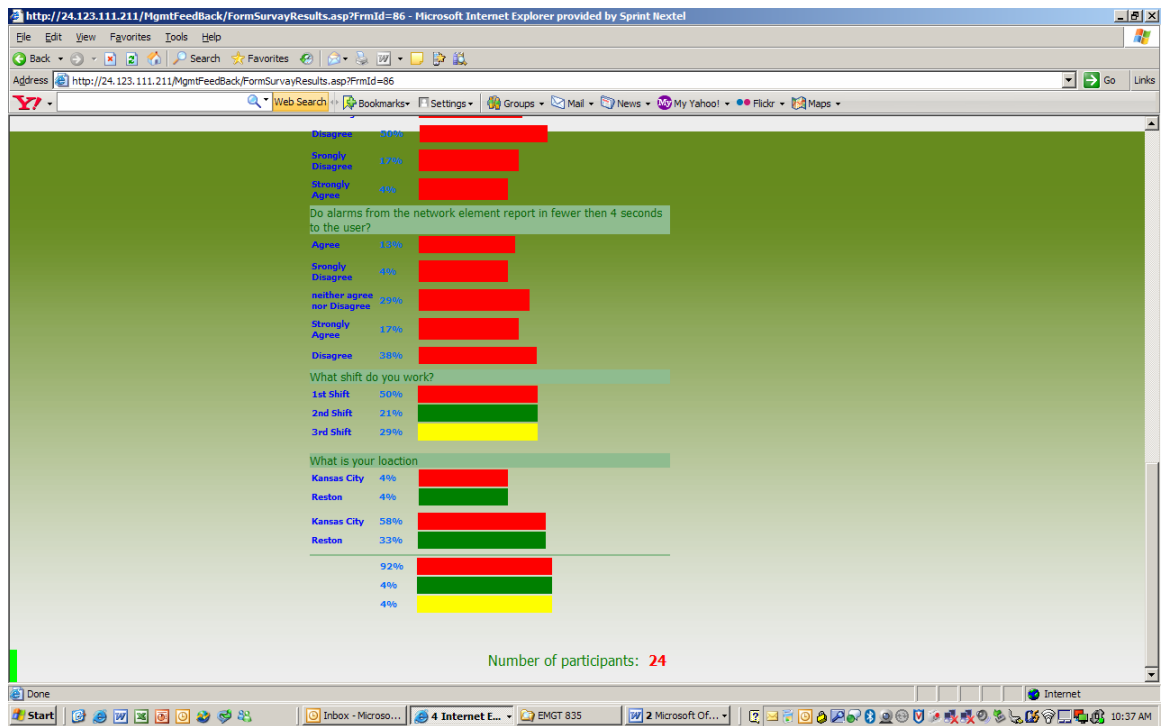 http://24.123.111.211/MgmtFeedBack/FormSurvayResults.asp?FrmId=86 - Microsoft Internet Explorer provided by Sprint Nextel
File Edit View Favorites Tools Help
Back Search Favorites
Address http://24.123.111.211/MgmtFeedBack/FormSurvayResults.asp?FrmId=86 Go Links
Y! Web Search Bookmarks Settings Groups Mail News My Yahoo! Flickr Maps
Disagree 50%
Srongly
Disagree 17%
Strongly
Agree 4%
Do alarms from the network element report in fewer then 4 seconds
to the user?
Agree 13%
Srongly
Disagree 4%
neither agree
nor Disagree 29%
Strongly
Agree 17%
Disagree 38%
What shift do you work?
1st Shift 50%
2nd Shift 21%
3rd Shift 29%
What is your loaction
Kansas City 4%
Reston 4%
Kansas City 58%
Reston 33%
92%
4%
4%
Number of participants: 24
Done Internet
Start Inbox - Microso... 4 Internet E... EMGT 835 2 Microsoft Of... 10:37 AM